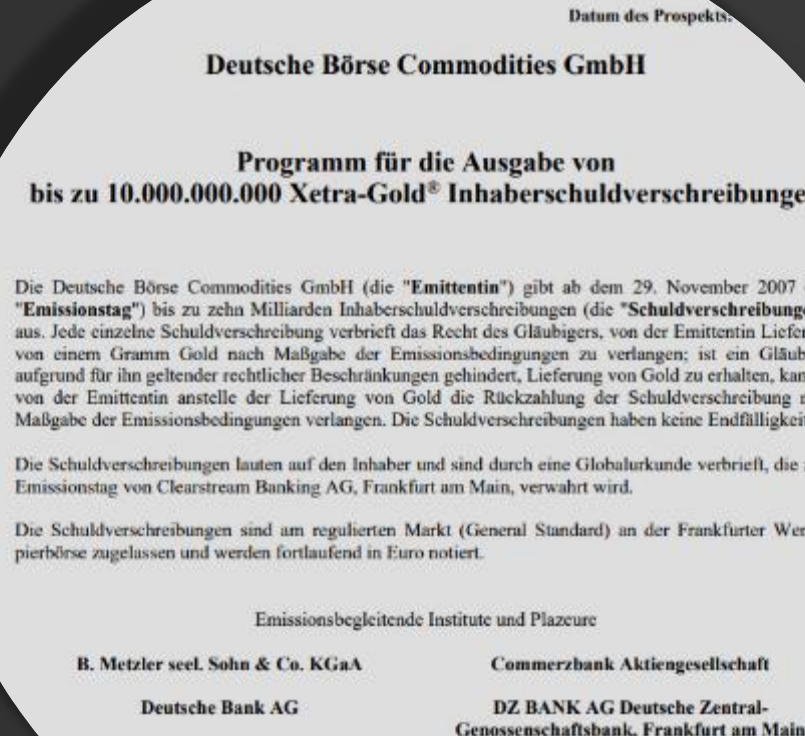 Datum des Prospekts:
Deutsche Börse Commodities GmbH
Programm für die Ausgabe von
bis zu 10.000.000.000 Xetra-Gold® Inhaberschuldverschreibunge
Die Deutsche Börse Commodities GmbH (die "Emittentin") gibt ab dem 29. November 2007
"Emissionstag") bis zu zehn Milliarden Inhaberschuldverschreibungen (die "Schuldverschreibunge
aus. Jede einzelne Schuldverschreibung verbrieft das Recht des Gläubigers, von der Emittentin Liefer
von einem Gramm Gold nach Maßgabe der Emissionsbedingungen zu verlangen; ist ein Gläub
aufgrund für ihn geltender rechtlicher Beschränkungen gehindert, Lieferung von Gold zu erhalten, kan
von der Emittentin anstelle der Lieferung von Gold die Rückzahlung der Schuldverschreibung
Maßgabe der Emissionsbedingungen verlangen. Die Schuldverschreibungen haben keine Endfälligkeit
Die Schuldverschreibungen lauten auf den Inhaber und sind durch eine Globalurkunde verbrieft, die
Emissionstag von Clearstream Banking AG, Frankfurt am Main, verwahrt wird.
Die Schuldverschreibungen sind am regulierten Markt (General Standard) an der Frankfurter Wer
pierbörse zugelassen und werden fortlaufend in Euro notiert.
Emissionsbegleitende Institute und Plazeure
B. Metzler seel. Sohn & Co. KGaA
Commerzbank Aktiengesellschaft
Deutsche Bank AG
DZ BANK AG Deutsche Zentral-
Genossenschaftsbank, Frankfurt am Main